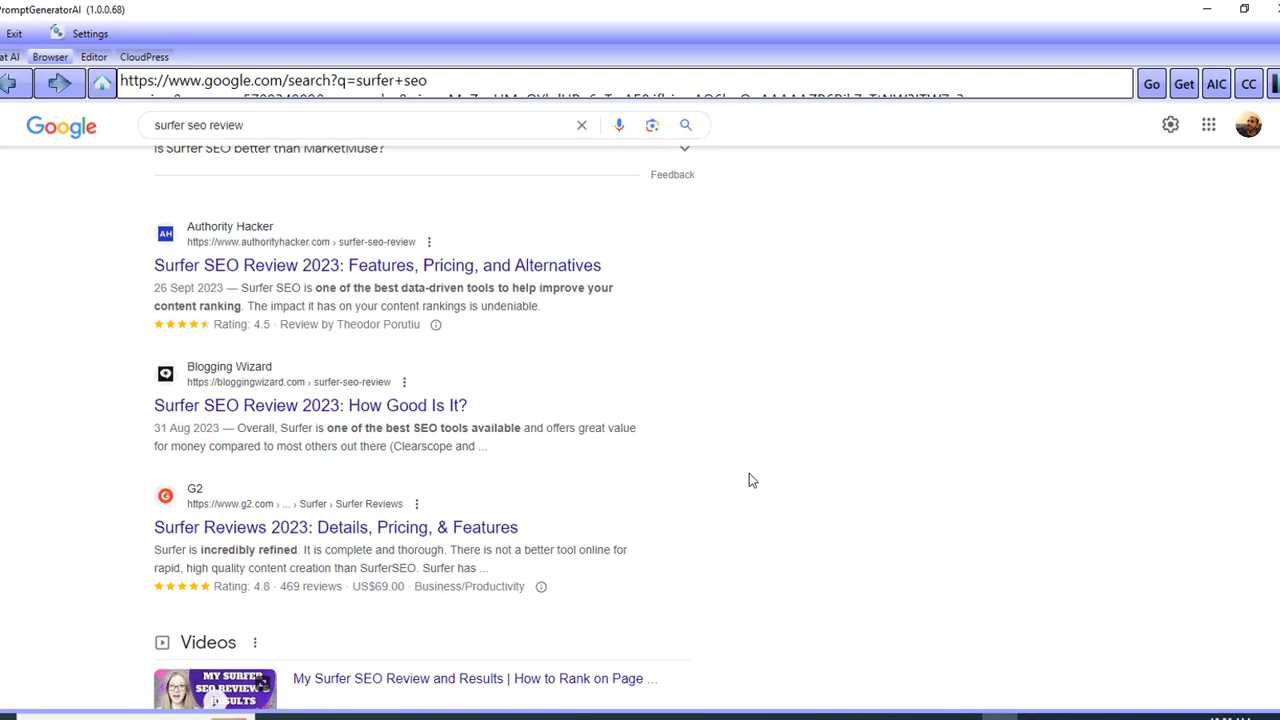 PromptGeneratorAI (1.0.0.68)
Exit Settings
at AI Browser Editor CloudPress
https://www.google.com/search?q=surfer+seo
Go Get AIC CC
Google surfer seo review
Is Surfer SEO better than MarketMuse?
Feedback
AH
Authority Hacker
https://www.authorityhacker.com › surfer-seo-review
Surfer SEO Review 2023: Features, Pricing, and Alternatives
26 Sept 2023 — Surfer SEO is one of the best data-driven tools to help improve your
content ranking. The impact it has on your content rankings is undeniable.
Rating: 4.5 · Review by Theodor Porutiu
Blogging Wizard
https://bloggingwizard.com › surfer-seo-review
Surfer SEO Review 2023: How Good Is It?
31 Aug 2023 — Overall, Surfer is one of the best SEO tools available and offers great value
for money compared to most others out there (Clearscope and ...
G2
https://www.g2.com › ... › Surfer › Surfer Reviews
Surfer Reviews 2023: Details, Pricing, & Features
Surfer is incredibly refined. It is complete and thorough. There is not a better tool online for
rapid, high quality content creation than SurferSEO. Surfer has ...
Rating: 4.8 · 469 reviews · US$69.00 · Business/Productivity
Videos
MY SURFER
SEO REVIEW
RESULTS
My Surfer SEO Review and Results | How to Rank on Page ...